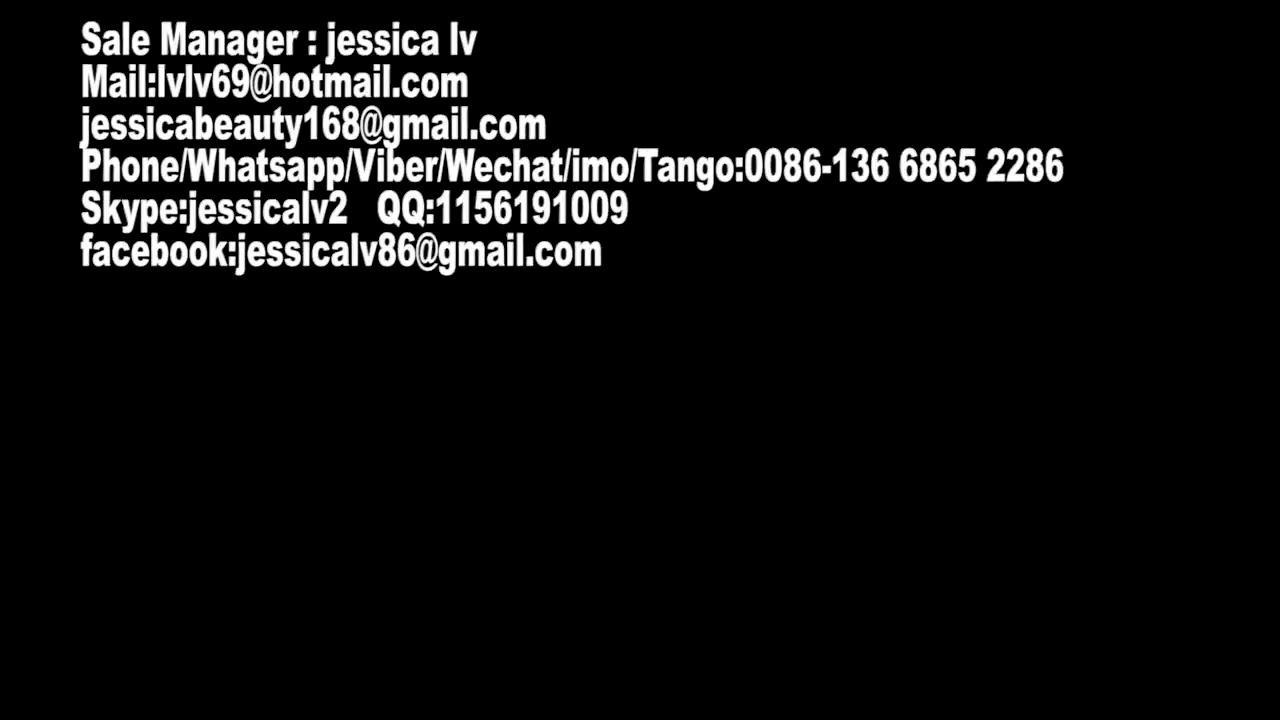 Sale Manager : jessica lv
Mail:lvlv69@hotmail.com
jessicabeauty168@gmail.com
Phone/Whatsapp/Viber/Wechat/imo/Tango:0086-136 6865 2286
Skype:jessicalv2 QQ:1156191009
facebook:jessicalv86@gmail.com